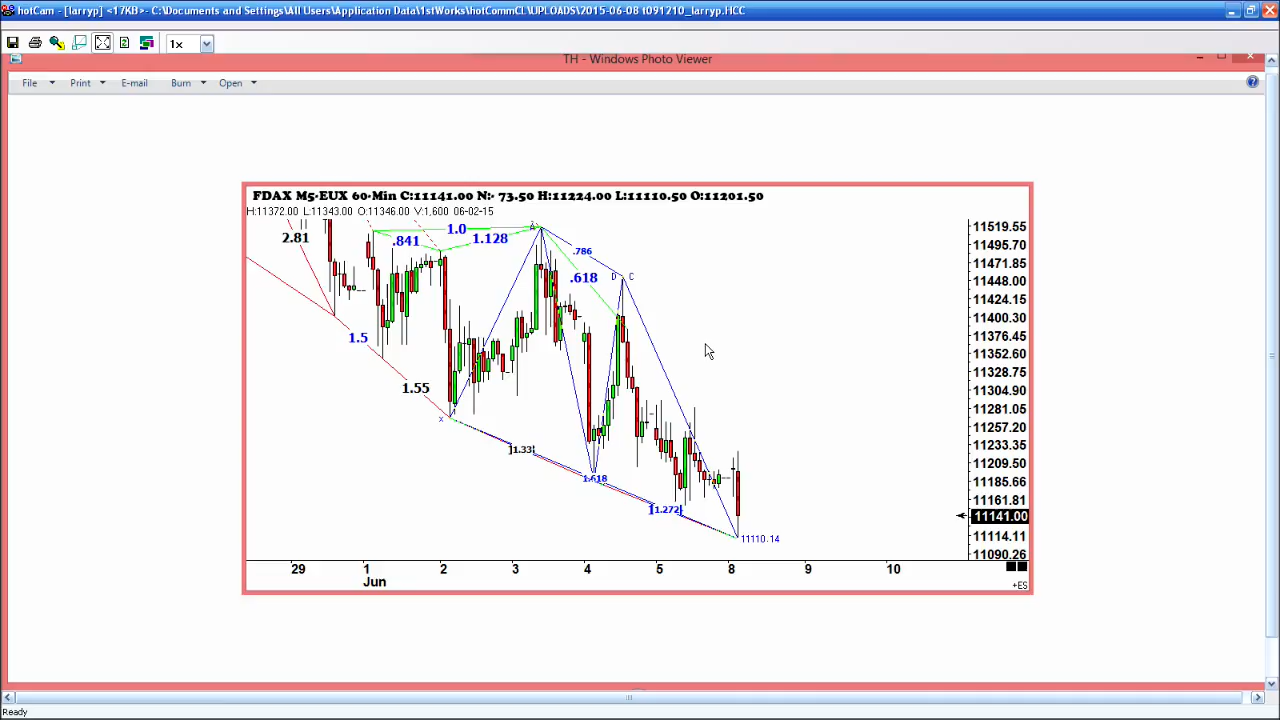 hotCam - [larryp] <17KB>- C:\Documents and Settings\All Users\Application Data\1stWorks\hotCommCL\UPLOADS\2015-06-08 t091210_larryp.HCC
1x
TH - Windows Photo Viewer
File Print E-mail Burn Open
FDAX M5-EUX 60-Min C:11141.00 N:- 73.50 H:11224.00 L:11110.50 O:11201.50
H:11372.00 L:11343.00 O:11346.00 V:1,600 06-02-15
2.81
.841
1.0
1.128
A
.786
.618
D C
1.5
1.55
X
1.33
1.618
1.272
11110.14
11519.55
11495.70
11471.85
11448.00
11424.15
11400.30
11376.45
11352.60
11328.75
11304.90
11281.05
11257.20
11233.35
11209.50
11185.66
11161.81
11141.00
11114.11
11090.26
29 1 2 3 4 5 8 9 10
Jun
+ES
Ready